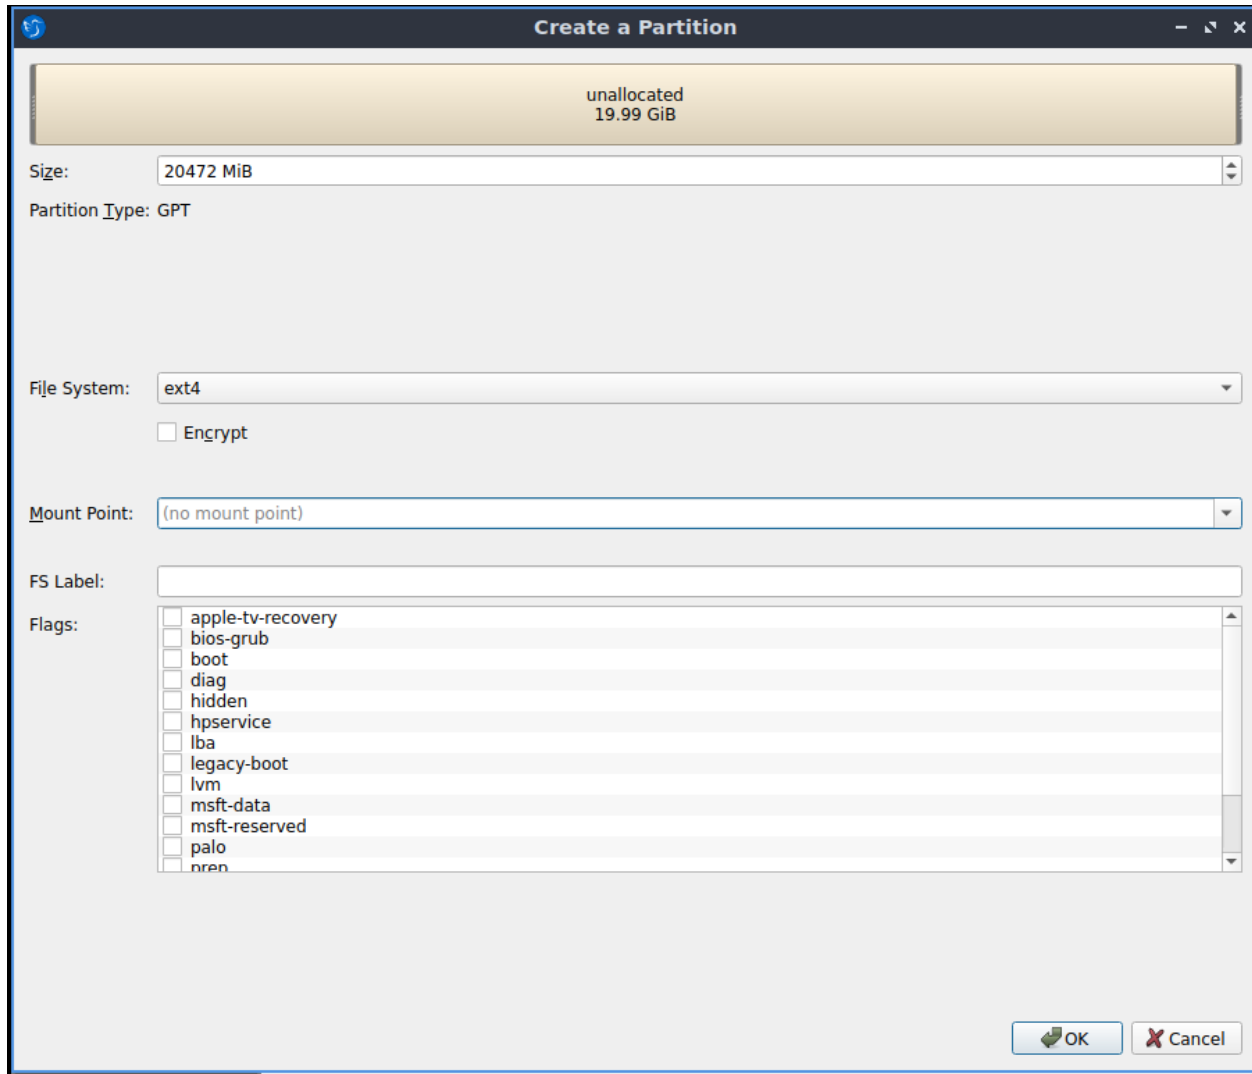 Create a Partition
unallocated
19.99 GiB
Size: 20472 MiB
Partition Type: GPT
File System: ext4
Encrypt
Mount Point: (no mount point)
FS Label:
Flags:
apple-tv-recovery
bios-grub
boot
diag
hidden
hpservice
lba
legacy-boot
lvm
msft-data
msft-reserved
palo
prep
OK
Cancel